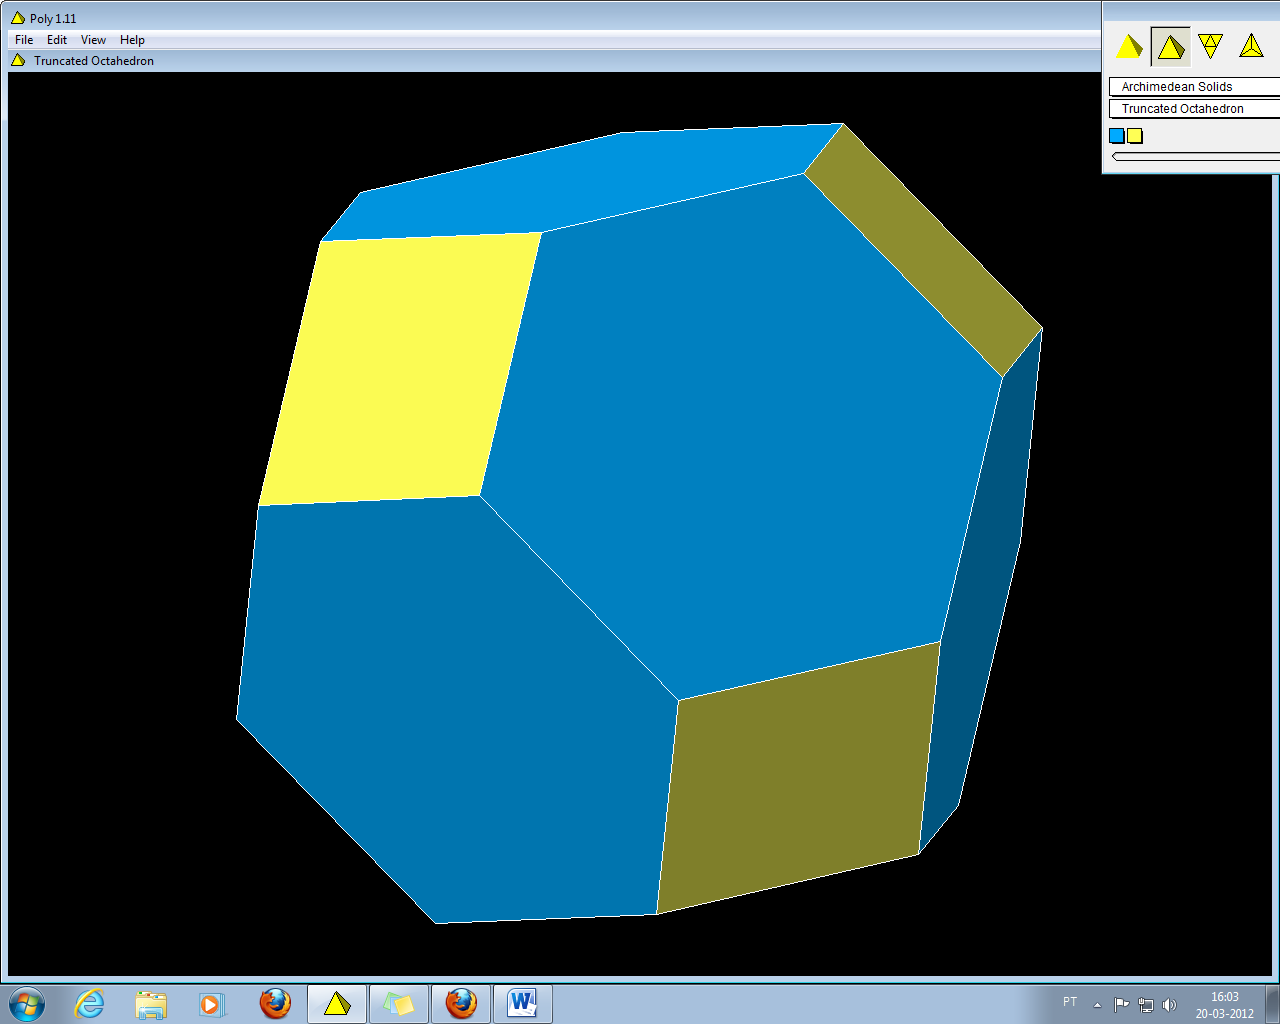 Poly 1.11
File Edit View Help
Truncated Octahedron
Archimedean Solids
Truncated Octahedron
PT
16:03
20-03-2012